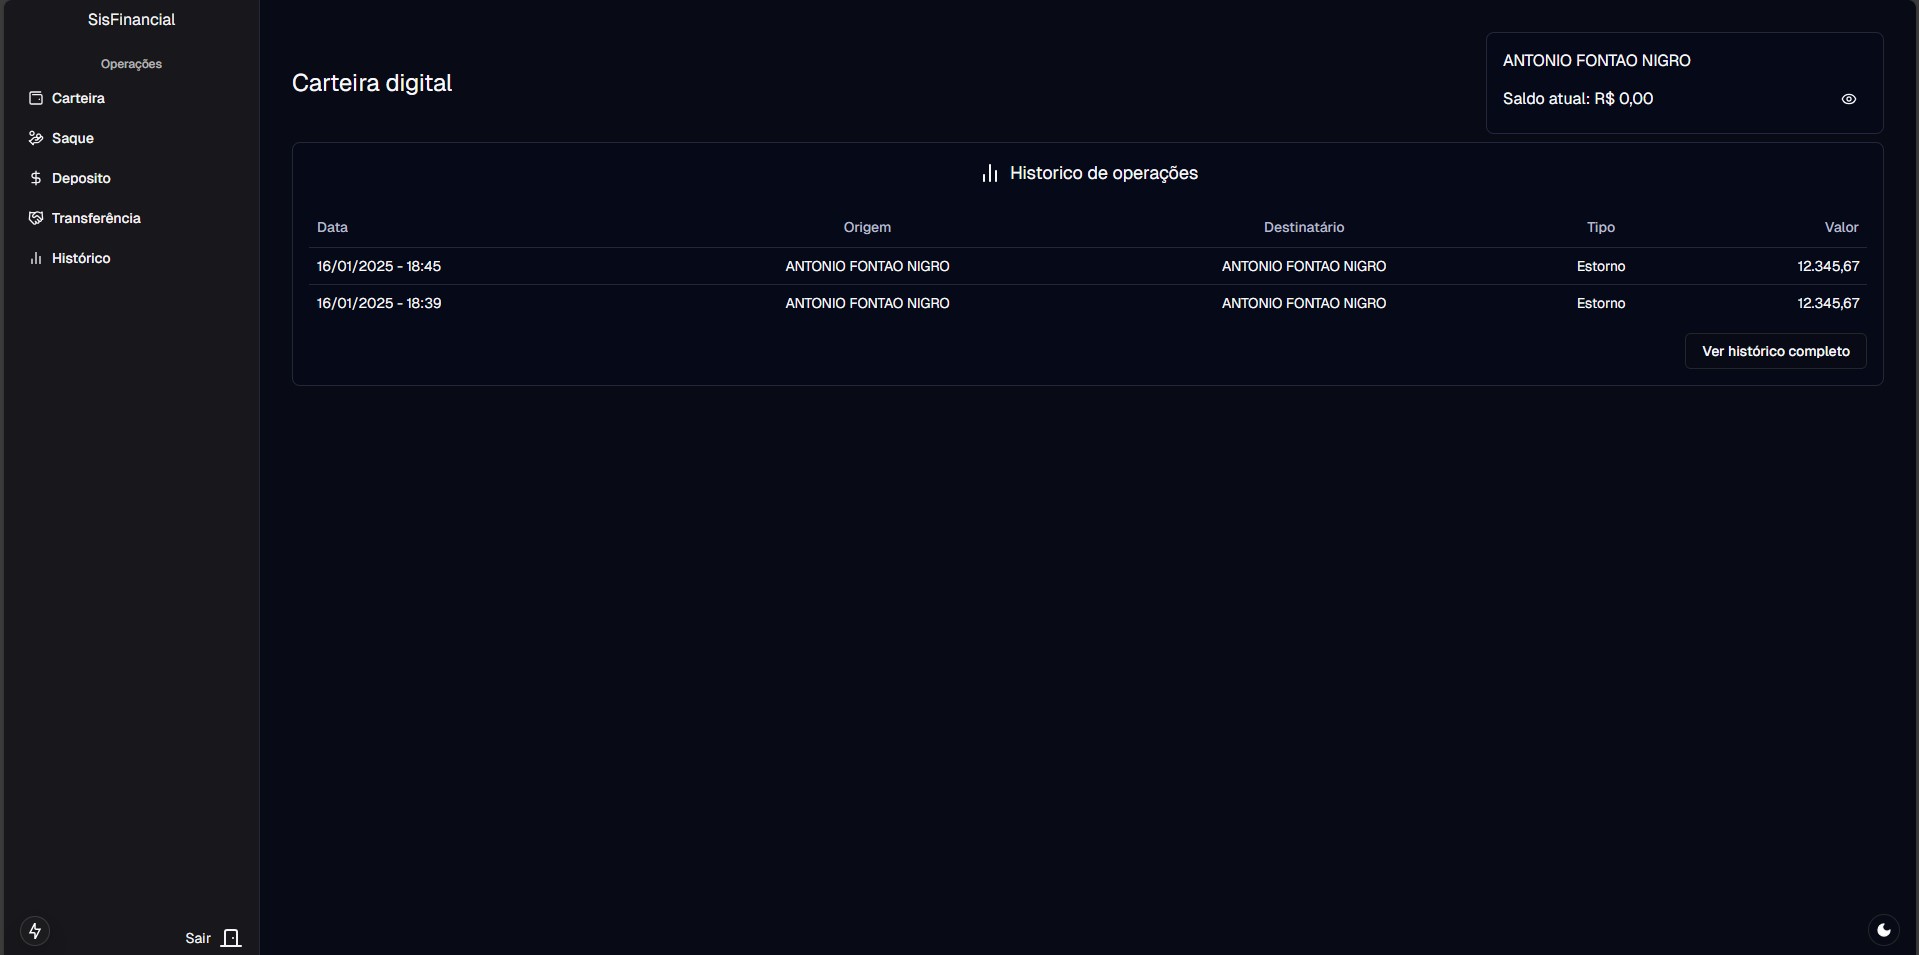 SisFinancial
Operações
Carteira
Saque
Deposito
Transferência
Histórico
Sair
Carteira digital
ANTONIO FONTAO NIGRO
Saldo atual: R$ 0,00
Historico de operações
Data Origem Destinatário Tipo Valor
16/01/2025 - 18:45 ANTONIO FONTAO NIGRO ANTONIO FONTAO NIGRO Estorno 12.345,67
16/01/2025 - 18:39 ANTONIO FONTAO NIGRO ANTONIO FONTAO NIGRO Estorno 12.345,67
Ver histórico completo